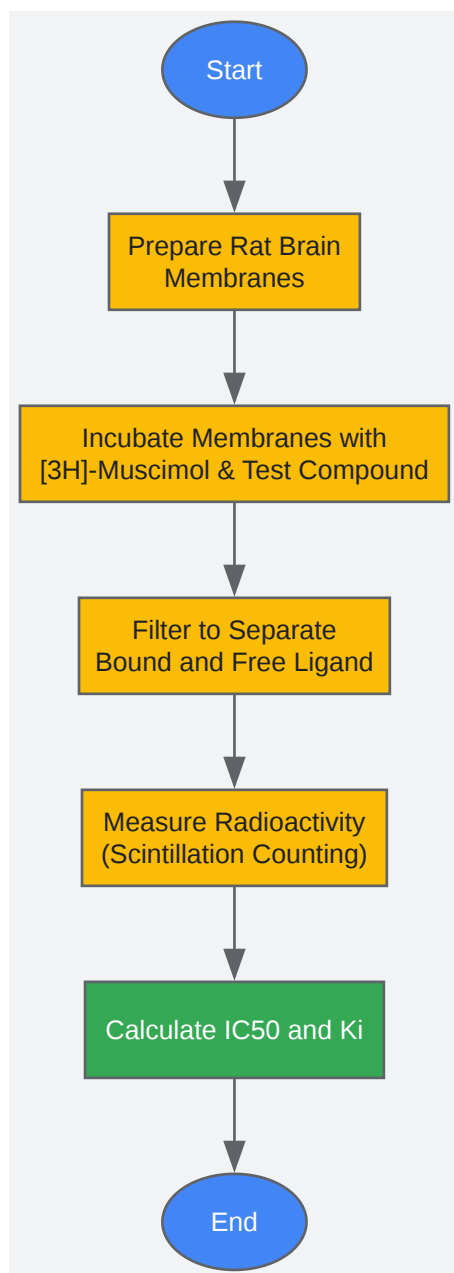 Start
Prepare Rat Brain
Membranes
Incubate Membranes with
[3H]-Muscimol & Test Compound
Filter to Separate
Bound and Free Ligand
Measure Radioactivity
(Scintillation Counting)
Calculate IC50 and Ki
End